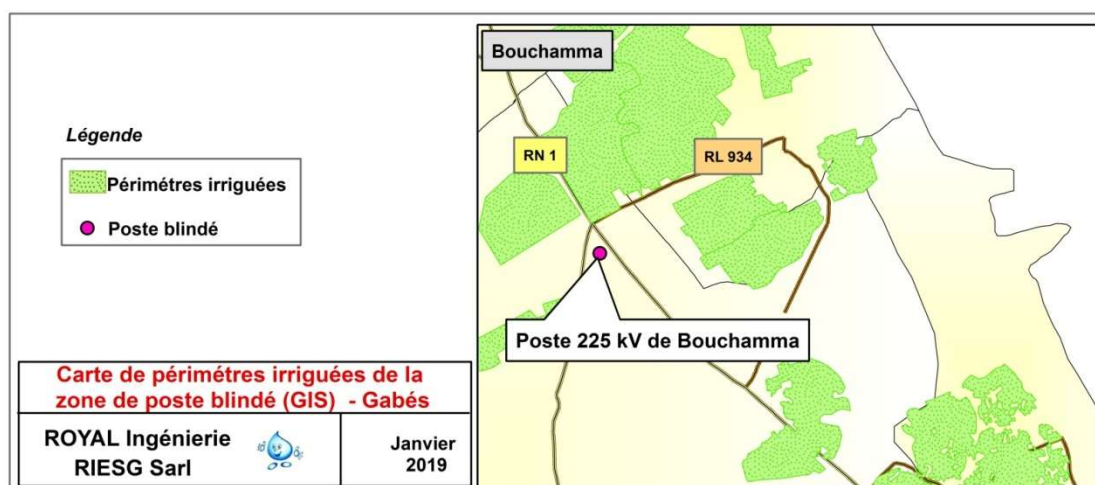 Bouchamma
Légende
Périmétres irriguées
Poste blindé
RN 1
RL 934
Poste 225 kV de Bouchamma
Carte de périmétres irriguées de la
zone de poste blindé (GIS) - Gabés
ROYAL Ingénierie
RIESG Sarl
Janvier
2019